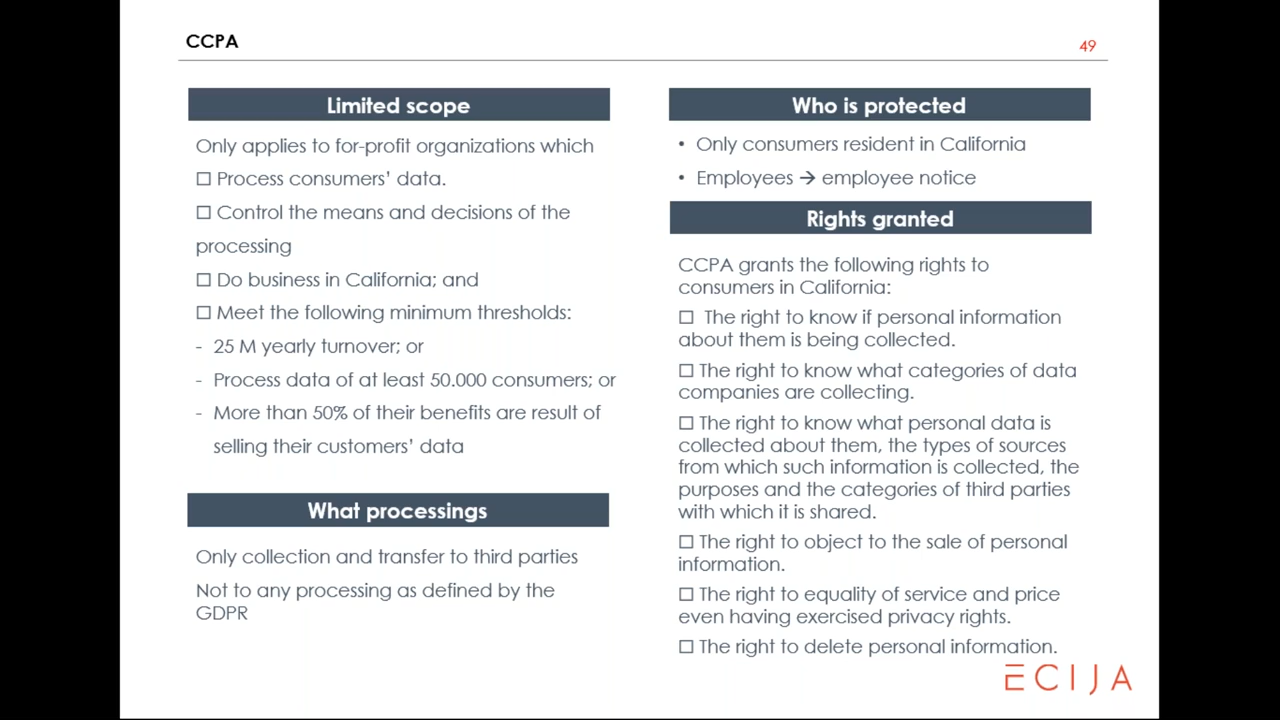 CCPA
49
Limited scope
Only applies to for-profit organizations which
☐ Process consumers’ data.
☐ Control the means and decisions of the
processing
☐ Do business in California; and
☐ Meet the following minimum thresholds:
- 25 M yearly turnover; or
- Process data of at least 50.000 consumers; or
- More than 50% of their benefits are result of
selling their customers’ data
What processings
Only collection and transfer to third parties
Not to any processing as defined by the
GDPR
Who is protected
• Only consumers resident in California
• Employees → employee notice
Rights granted
CCPA grants the following rights to
consumers in California:
☐ The right to know if personal information
about them is being collected.
☐ The right to know what categories of data
companies are collecting.
☐ The right to know what personal data is
collected about them, the types of sources
from which such information is collected, the
purposes and the categories of third parties
with which it is shared.
☐ The right to object to the sale of personal
information.
☐ The right to equality of service and price
even having exercised privacy rights.
☐ The right to delete personal information.
ECIJA